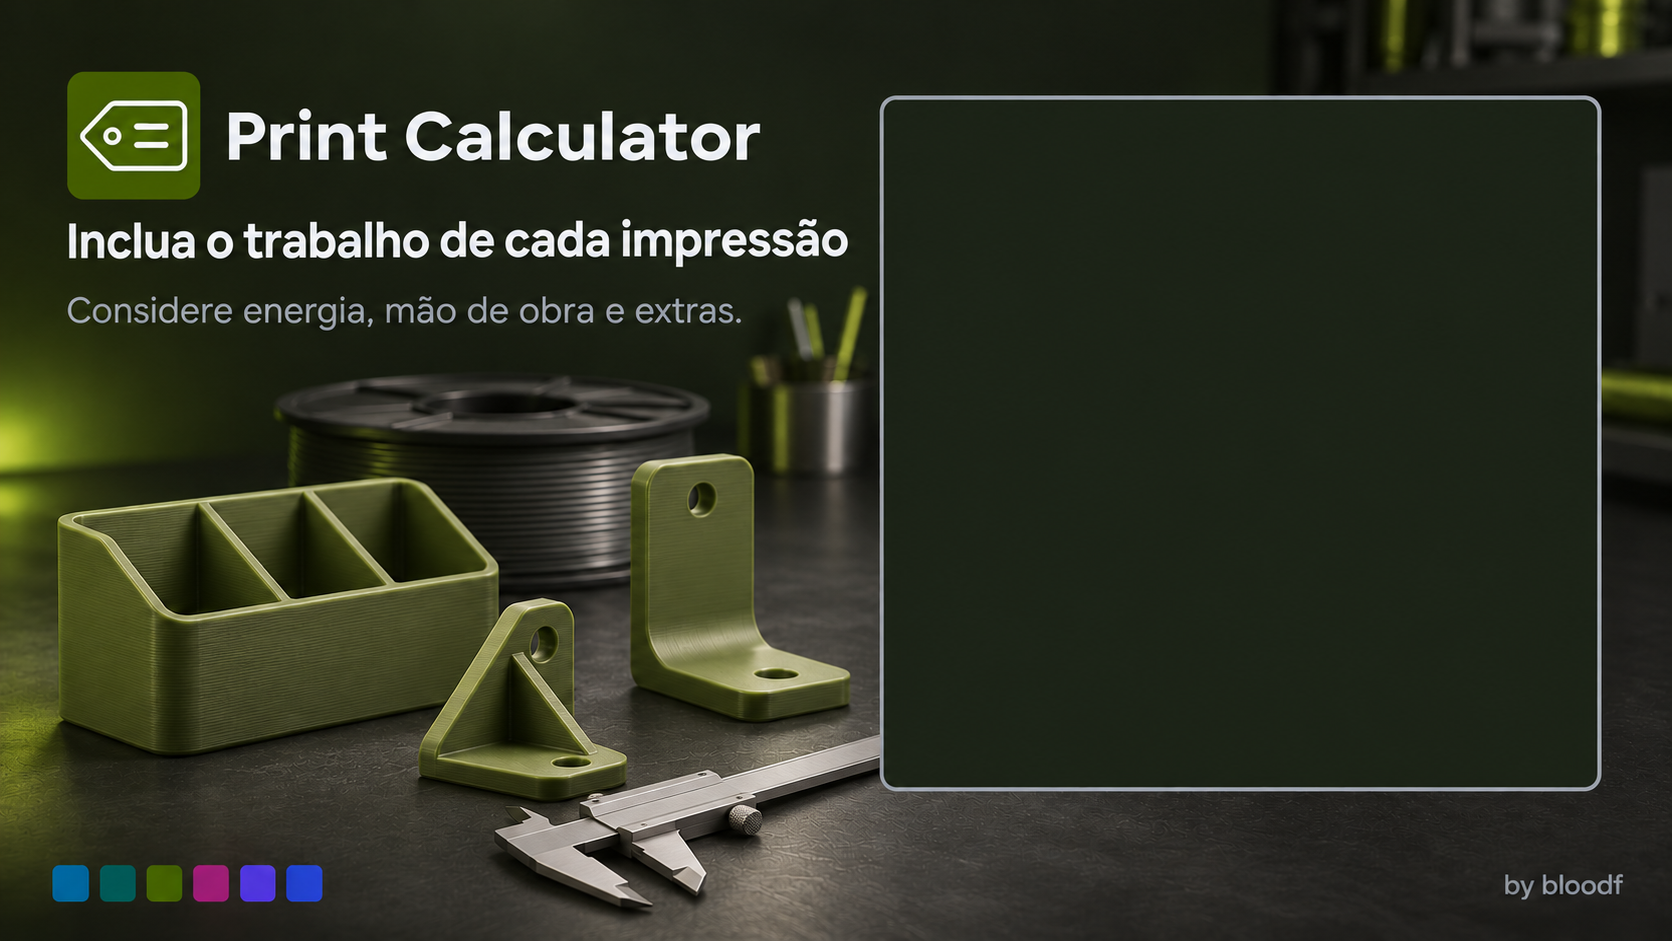 Print Calculator
Inclua o trabalho de cada impressão
Considere energia, mão de obra e extras.
by bloodf